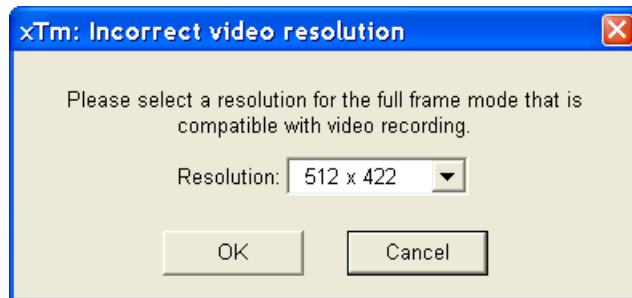 xTm: Incorrect video resolution
Please select a resolution for the full frame mode that is
compatible with video recording.
Resolution: 512 x 422
OK Cancel